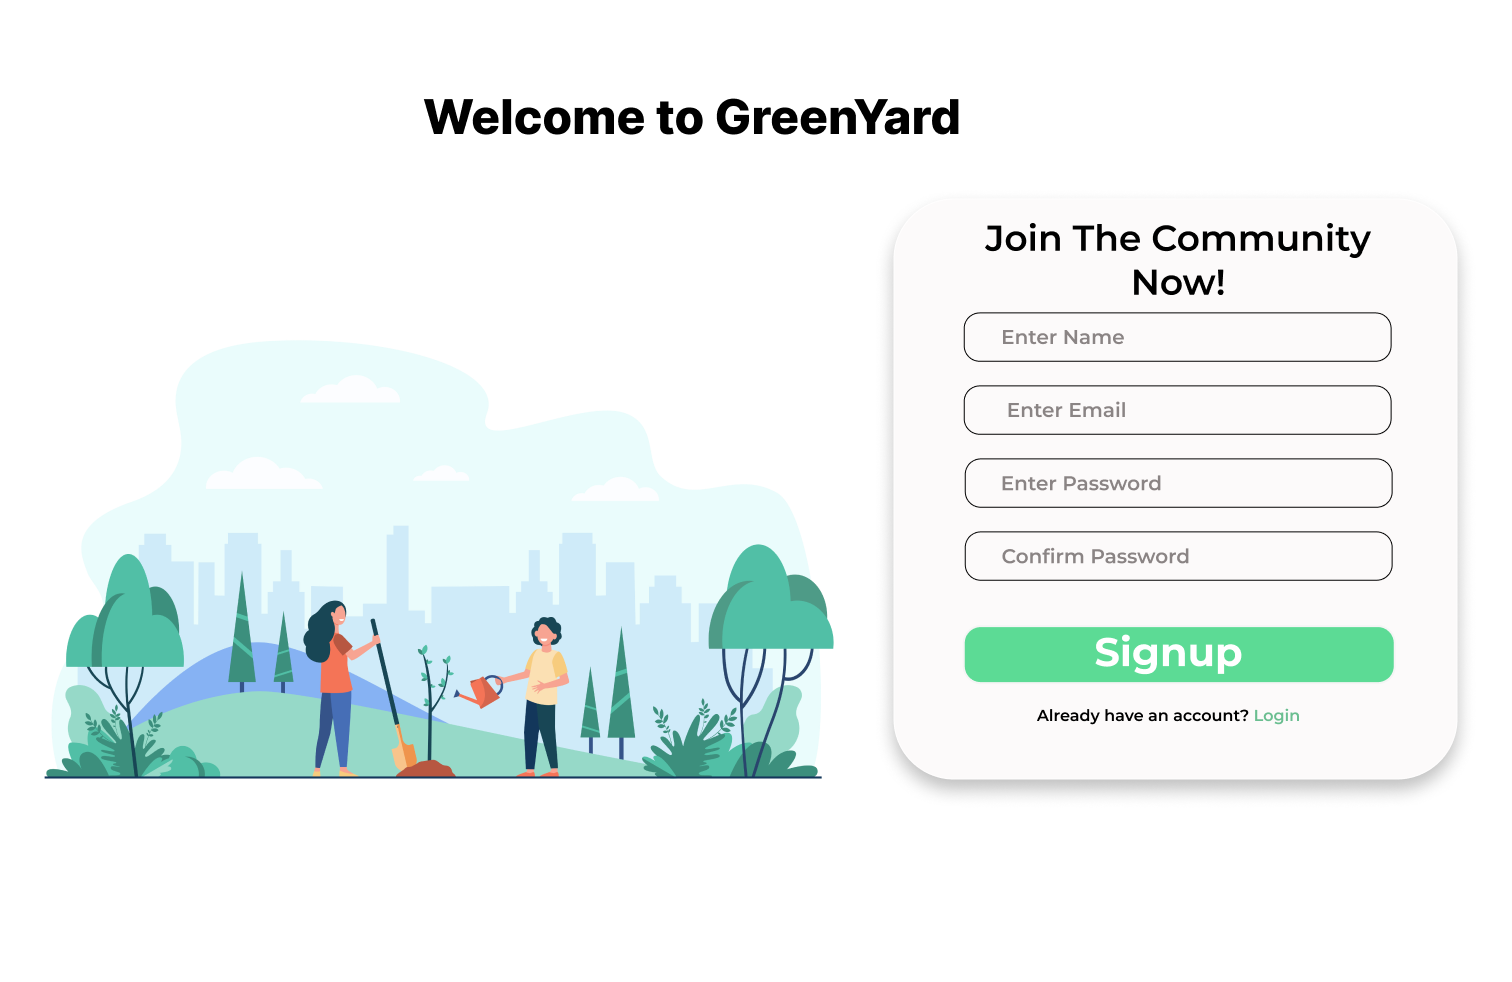 Welcome to GreenYard
Join The Community
Now!
Enter Name
Enter Email
Enter Password
Confirm Password
Signup
Already have an account? Login